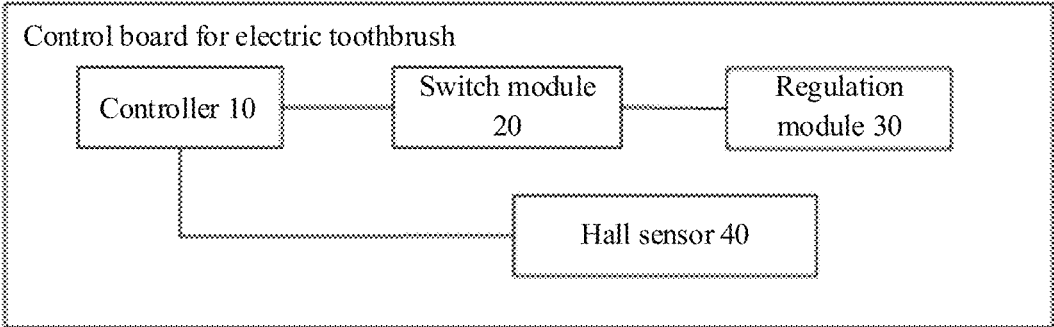 Control board for electric toothbrush
Controller 10
Switch module
20
Regulation
module 30
Hall sensor 40